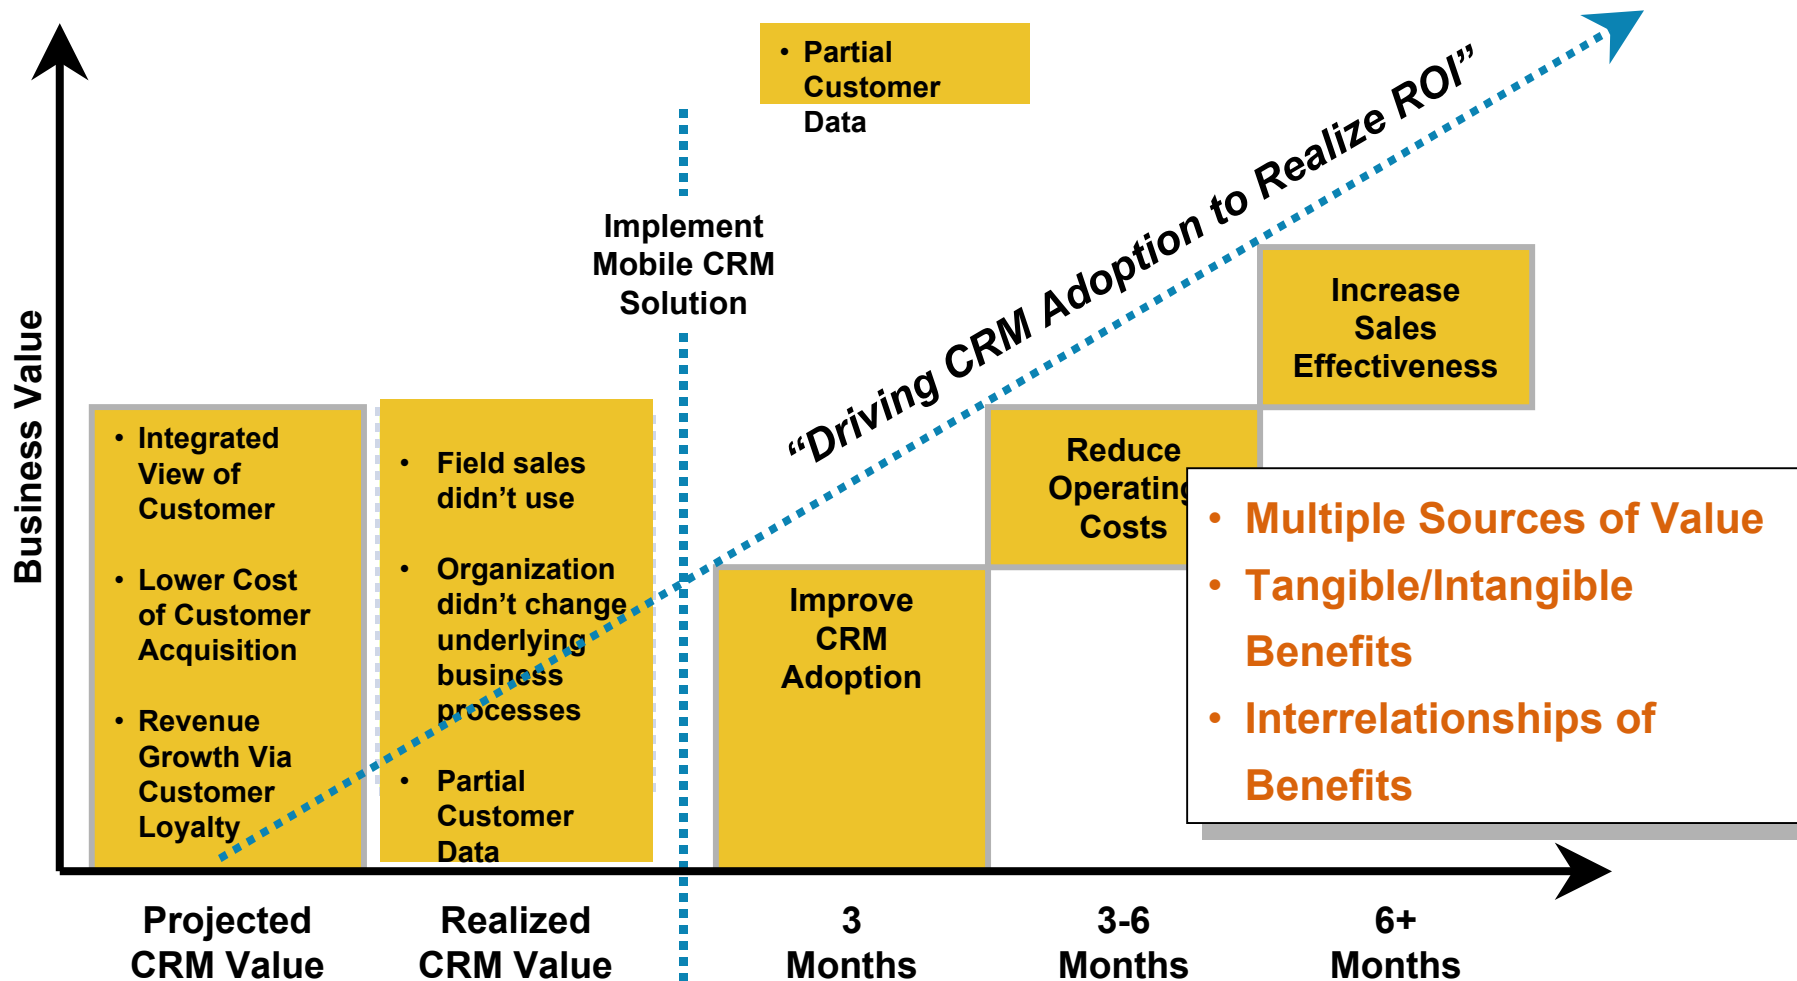 • Partial
Customer
Data
Implement
Mobile CRM
Solution
“Driving CRM Adoption to Realize ROI”
Business Value
• Integrated
View of
Customer
• Lower Cost
of Customer
Acquisition
• Revenue
Growth Via
Customer
Loyalty
• Field sales
didn’t use
• Organization
didn’t change
underlying
business
processes
• Partial
Customer
Data
Improve
CRM
Adoption
Reduce
Operating
Costs
Increase
Sales
Effectiveness
• Multiple Sources of Value
• Tangible/Intangible
Benefits
• Interrelationships of
Benefits
Projected
CRM Value
Realized
CRM Value
3
Months
3-6
Months
6+
Months